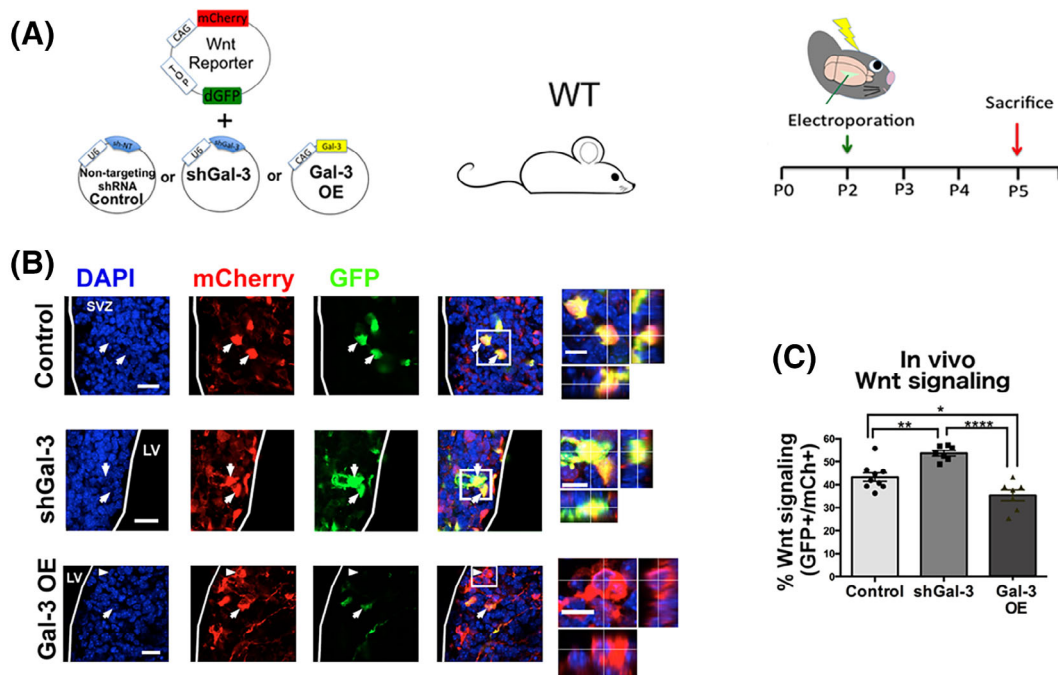 (A)
CAG
mCherry
Wnt
Reporter
TOP
dGFP
+
U6
sh-NT
Non-targeting
shRNA
Control
or
U6
shGal-3
shGal-3
or
CAG
Gal-3
Gal-3
OE
WT
Electroporation
Sacrifice
P0 P2 P3 P4 P5
(B)
DAPI mCherry GFP
Control
SVZ
shGal-3
LV
Gal-3 OE
LV
(C)
In vivo
Wnt signaling
*
** ****
% Wnt signaling
(GFP+/mCh+)
60
50
40
30
20
10
0
Control shGal-3 Gal-3
OE